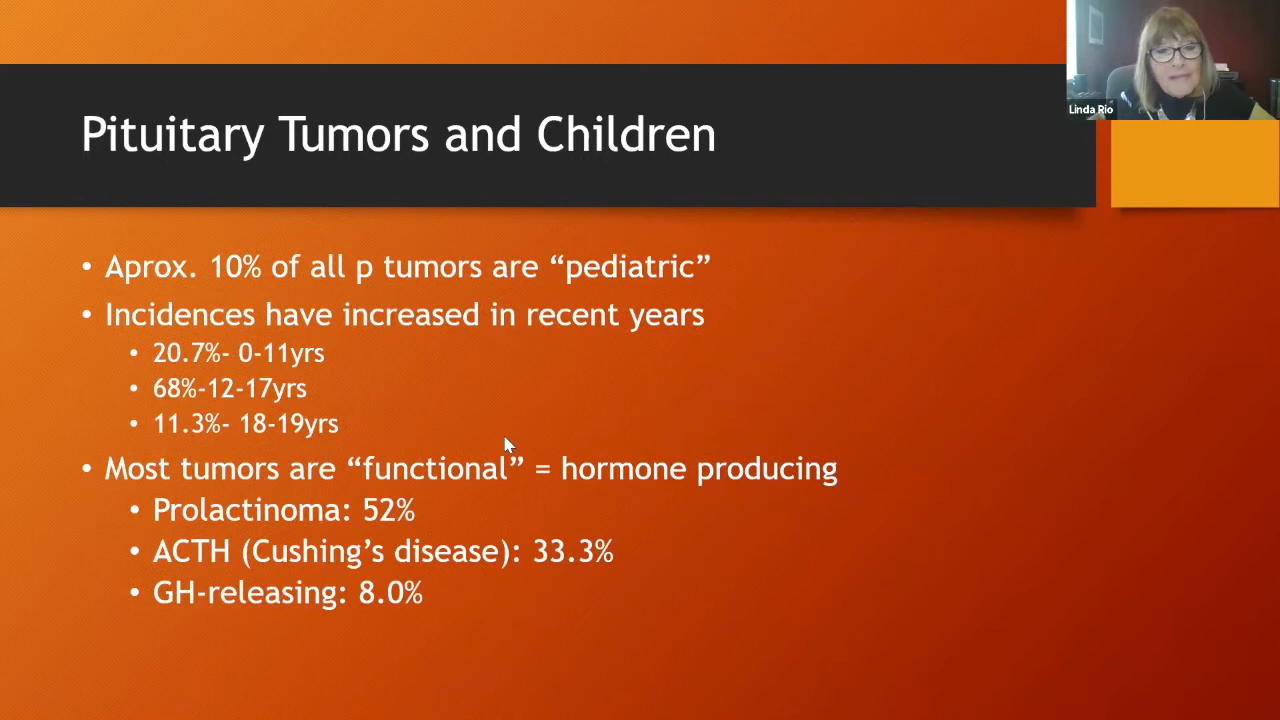 Linda Rio
Pituitary Tumors and Children
• Aprox. 10% of all p tumors are “pediatric”
• Incidences have increased in recent years
• 20.7%- 0-11yrs
• 68%-12-17yrs
• 11.3%- 18-19yrs
• Most tumors are “functional” = hormone producing
• Prolactinoma: 52%
• ACTH (Cushing’s disease): 33.3%
• GH-releasing: 8.0%